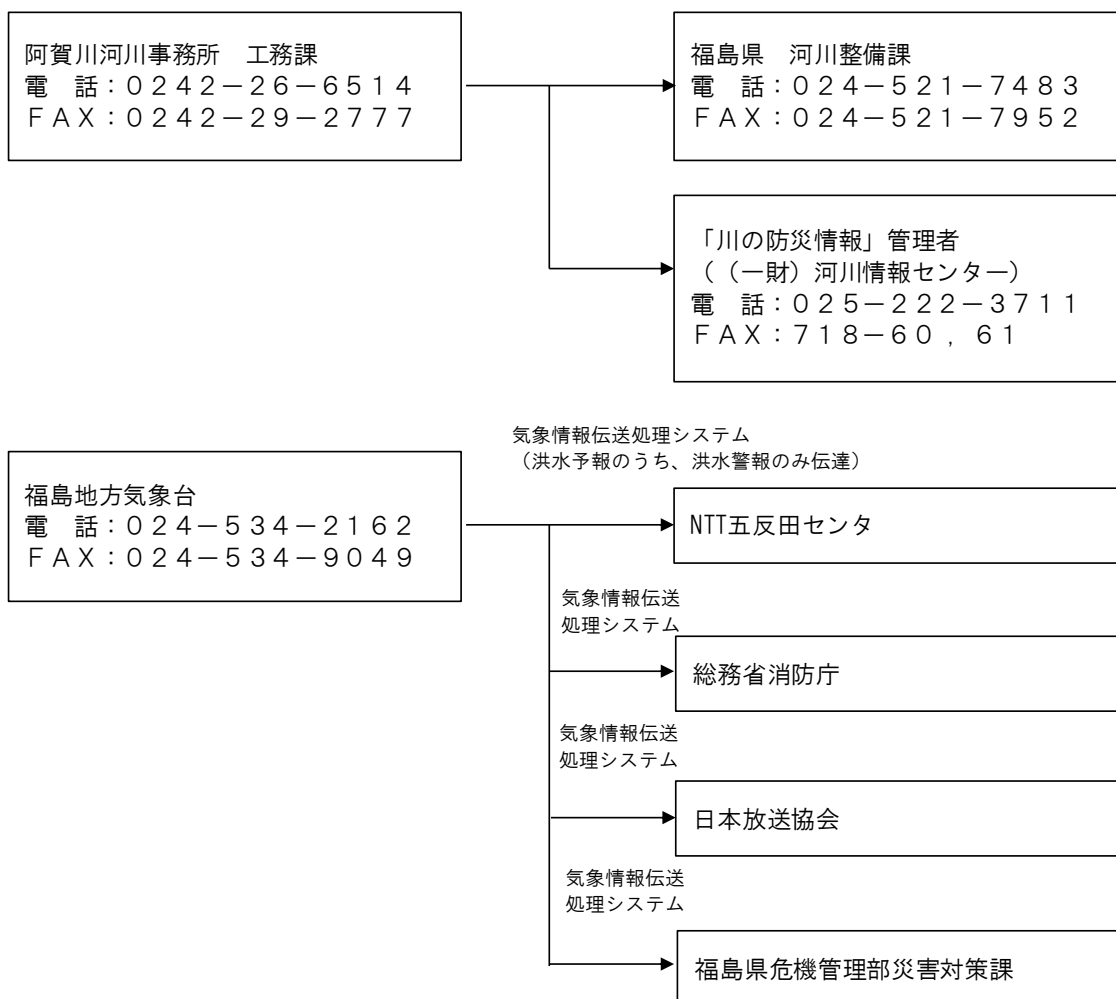 阿賀川河川事務所　工務課
電　話：０２４２－２６－６５１４
ＦＡＸ：０２４２－２９－２７７７
福島県　河川整備課
電　話：０２４－５２１－７４８３
ＦＡＸ：０２４－５２１－７９５２
「川の防災情報」管理者
（（一財）河川情報センター）
電　話：０２５－２２２－３７１１
ＦＡＸ：７１８－６０，６１
気象情報伝送処理システム
（洪水予報のうち、洪水警報のみ伝達）
福島地方気象台
電　話：０２４－５３４－２１６２
ＦＡＸ：０２４－５３４－９０４９
NTT五反田センタ
気象情報伝送
処理システム
総務省消防庁
気象情報伝送
処理システム
日本放送協会
気象情報伝送
処理システム
福島県危機管理部災害対策課